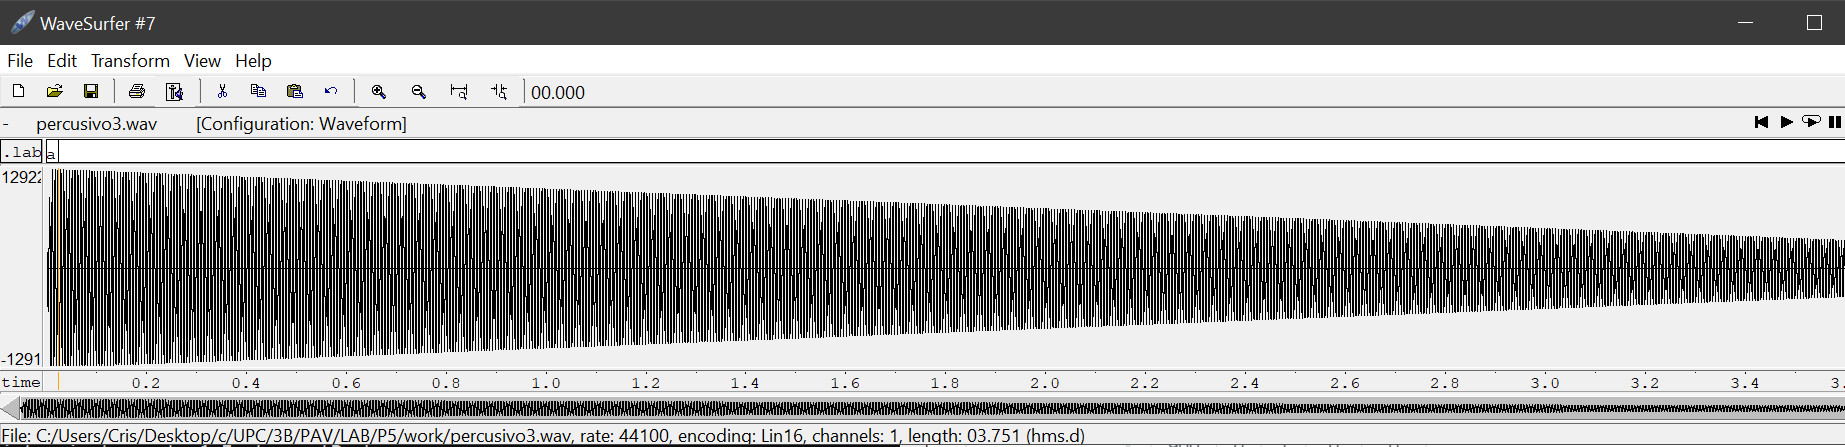 WaveSurfer #7
File Edit Transform View Help
00.000
- percusivo3.wav [Configuration: Waveform]
.lab a
12922
-1291
time 0.2 0.4 0.6 0.8 1.0 1.2 1.4 1.6 1.8 2.0 2.2 2.4 2.6 2.8 3.0 3.2 3.4 3.
File: C:/Users/Cris/Desktop/c/UPC/3B/PAV/LAB/P5/work/percusivo3.wav, rate: 44100, encoding: Lin16, channels: 1, length: 03.751 (hms.d)